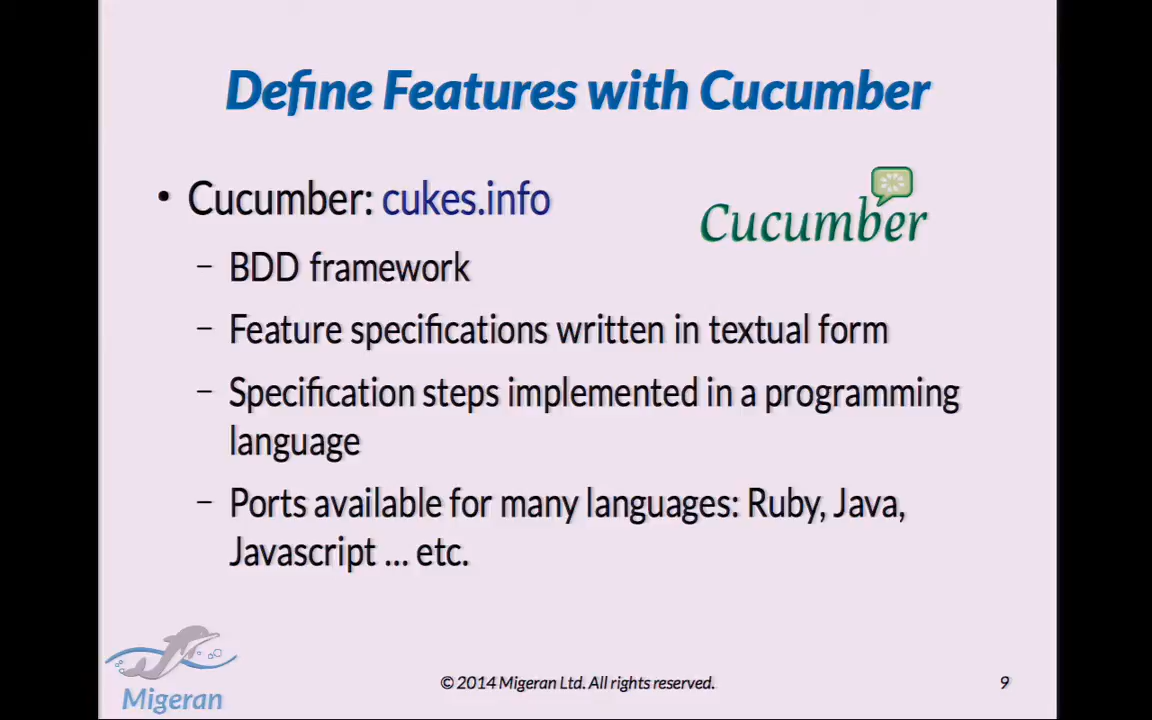 Define Features with Cucumber
• Cucumber: cukes.info
Cucumber
– BDD framework
– Feature specifications written in textual form
– Specification steps implemented in a programming
language
– Ports available for many languages: Ruby, Java,
Javascript ... etc.
Migeran
© 2014 Migeran Ltd. All rights reserved.
9